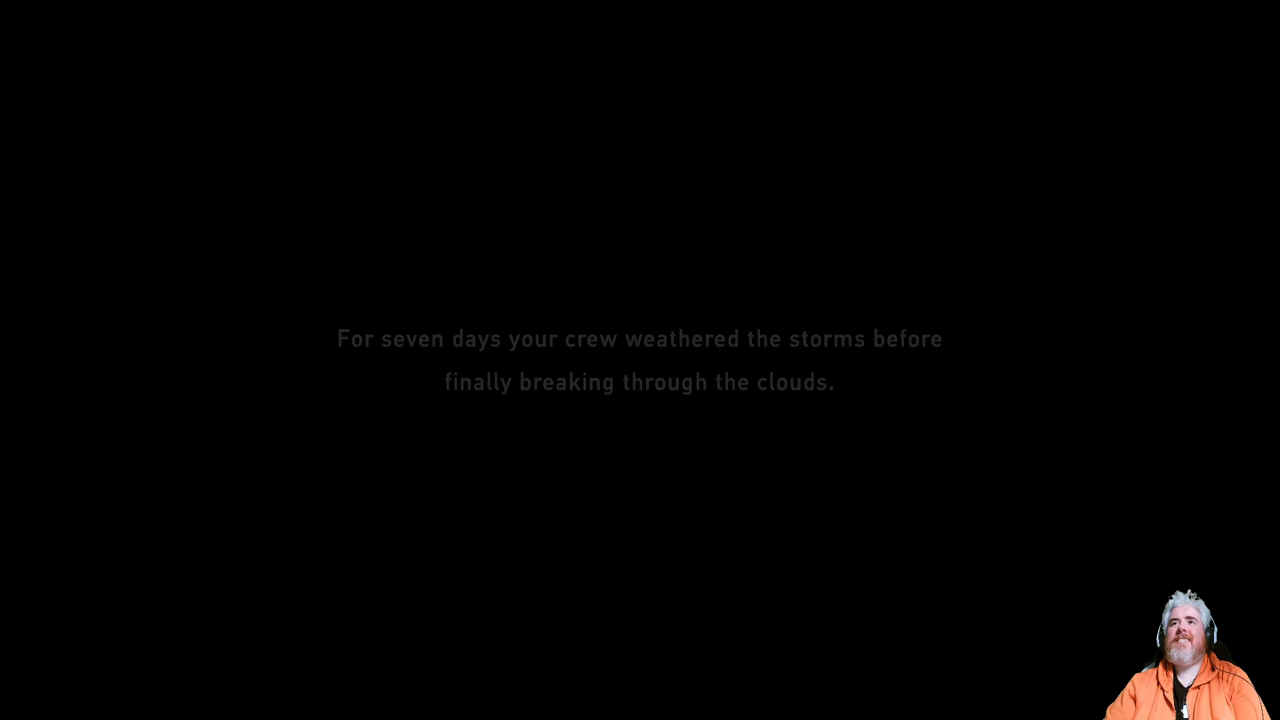 For seven days your crew weathered the storms before
finally breaking through the clouds.